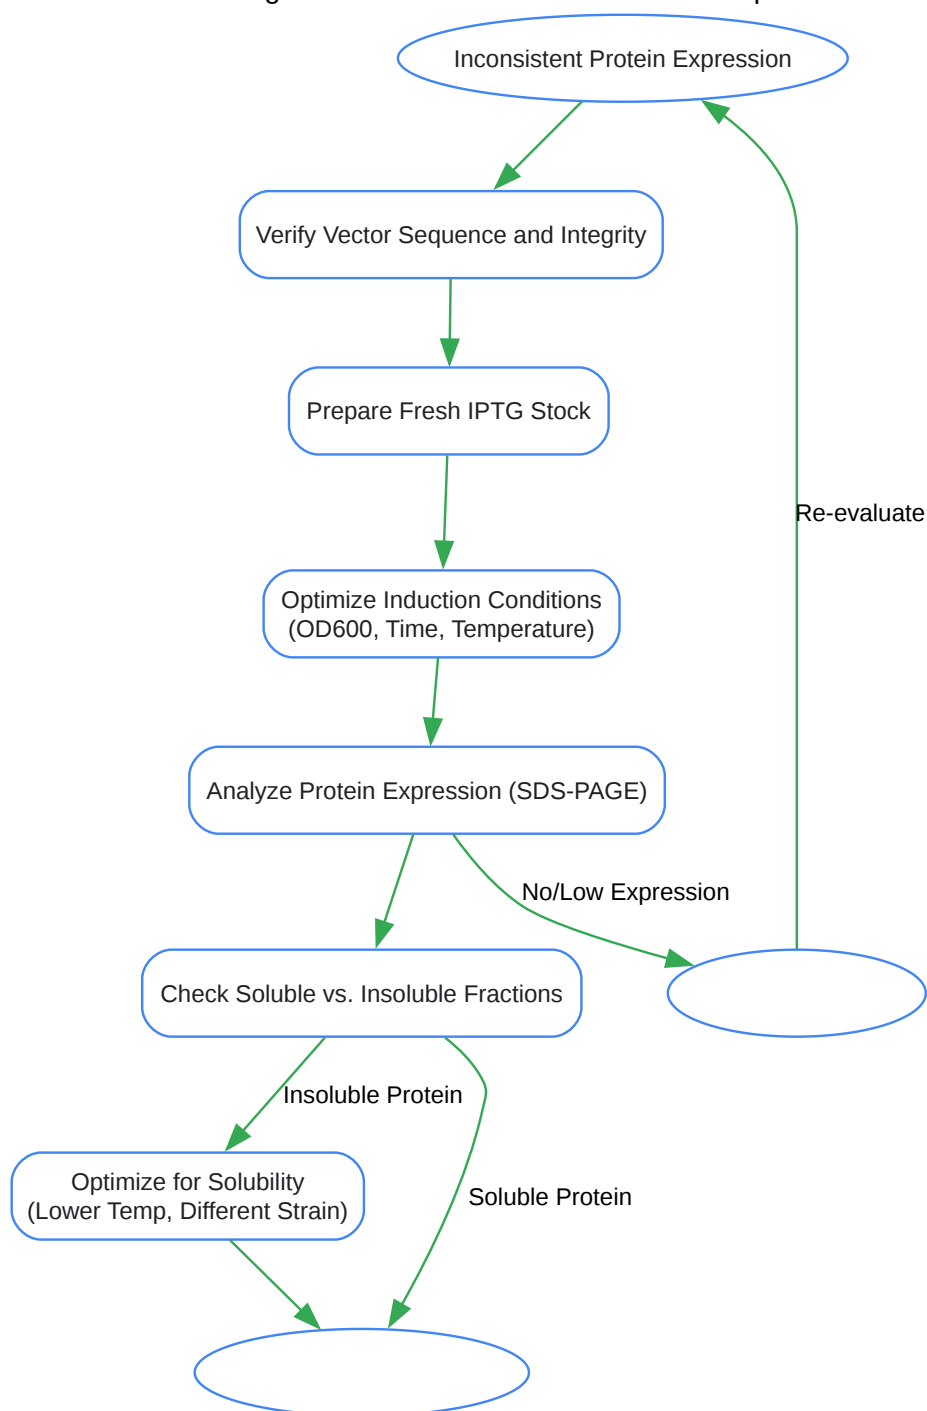 Inconsistent Protein Expression
Verify Vector Sequence and Integrity
Prepare Fresh IPTG Stock
Re-evaluate
Optimize Induction Conditions
(OD600, Time, Temperature)
Analyze Protein Expression (SDS-PAGE)
No/Low Expression
Check Soluble vs. Insoluble Fractions
Insoluble Protein
Optimize for Solubility
(Lower Temp, Different Strain)
Soluble Protein